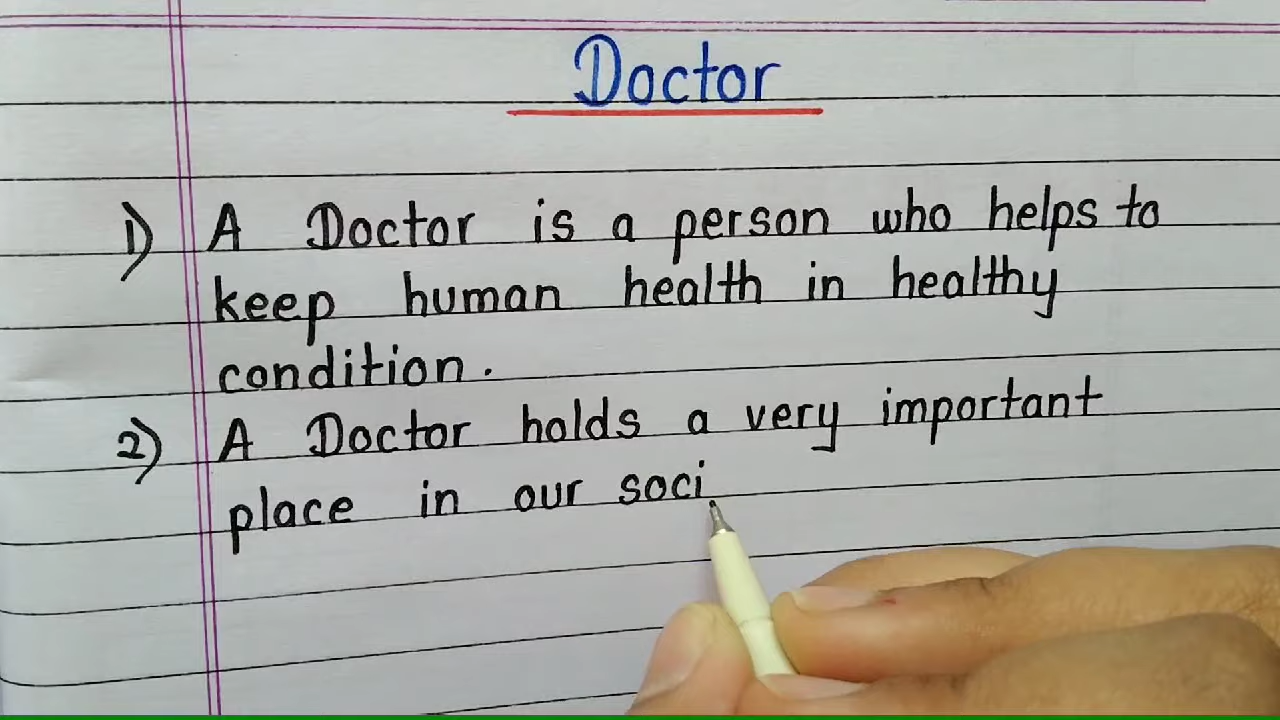 Doctor
1) A Doctor is a person who helps to
keep human health in healthy
condition.
2) A Doctor holds a very important
place in our soci